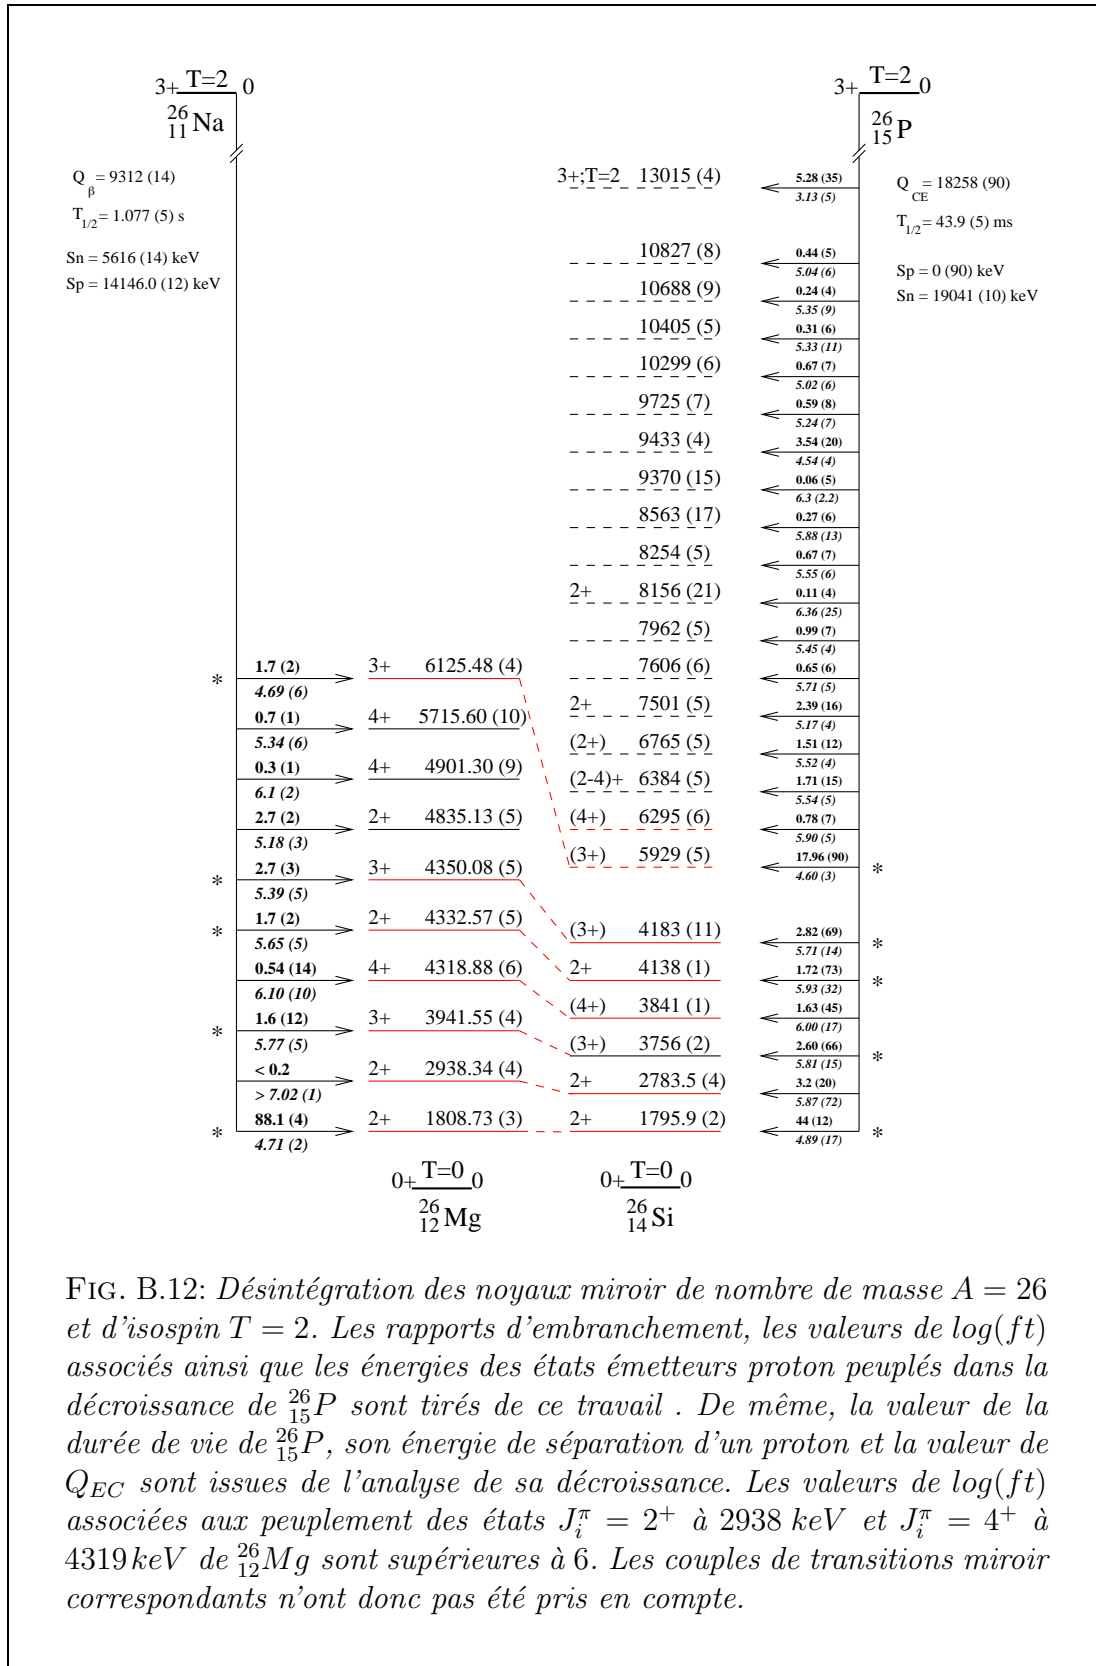 3+ T=2 0
26
11 Na
Q β = 9312 (14)
T 1/2 = 1.077 (5) s
Sn = 5616 (14) keV
Sp = 14146.0 (12) keV
3+ T=2 0
26
15 P
Q CE = 18258 (90)
T 1/2 = 43.9 (5) ms
Sp = 0 (90) keV
Sn = 19041 (10) keV
* 1.7 (2) 3+ 6125.48 (4)
4.69 (6)
0.7 (1) 4+ 5715.60 (10)
5.34 (6)
0.3 (1) 4+ 4901.30 (9)
6.1 (2)
2.7 (2) 2+ 4835.13 (5)
5.18 (3)
* 2.7 (3) 3+ 4350.08 (5)
5.39 (5)
* 1.7 (2) 2+ 4332.57 (5)
5.65 (5)
0.54 (14) 4+ 4318.88 (6)
6.10 (10)
* 1.6 (12) 3+ 3941.55 (4)
5.77 (5)
< 0.2 2+ 2938.34 (4)
> 7.02 (1)
* 88.1 (4) 2+ 1808.73 (3)
4.71 (2)
0+ T=0 0
26
12 Mg
3+;T=2 13015 (4) 5.28 (35)
3.13 (5)
10827 (8) 0.44 (5)
5.04 (6)
10688 (9) 0.24 (4)
5.35 (9)
10405 (5) 0.31 (6)
5.33 (11)
10299 (6) 0.67 (7)
5.02 (6)
9725 (7) 0.59 (8)
5.24 (7)
9433 (4) 3.54 (20)
4.54 (4)
9370 (15) 0.06 (5)
6.3 (2.2)
8563 (17) 0.27 (6)
5.88 (13)
8254 (5) 0.67 (7)
5.55 (6)
2+ 8156 (21) 0.11 (4)
6.36 (25)
7962 (5) 0.99 (7)
5.45 (4)
7606 (6) 0.65 (6)
5.71 (5)
2+ 7501 (5) 2.39 (16)
5.17 (4)
(2+) 6765 (5) 1.51 (12)
5.52 (4)
(2-4)+ 6384 (5) 1.71 (15)
5.54 (5)
(4+) 6295 (6) 0.78 (7)
5.90 (5)
(3+) 5929 (5) 17.96 (90) *
4.60 (3)
(3+) 4183 (11) 2.82 (69) *
5.71 (14)
2+ 4138 (1) 1.72 (73) *
5.93 (32)
(4+) 3841 (1) 1.63 (45)
6.00 (17)
(3+) 3756 (2) 2.60 (66) *
5.81 (15)
2+ 2783.5 (4) 3.2 (20)
5.87 (72)
2+ 1795.9 (2) 44 (12) *
4.89 (17)
0+ T=0 0
26
14 Si
FIG. B.12: Désintégration des noyaux miroir de nombre de masse A = 26
et d'isospin T = 2. Les rapports d'embranchement, les valeurs de log(ft)
associés ainsi que les énergies des états émetteurs proton peuplés dans la
décroissance de ²⁶₁₅P sont tirés de ce travail . De même, la valeur de la
durée de vie de ²⁶₁₅P, son énergie de séparation d'un proton et la valeur de
Q_EC sont issues de l'analyse de sa décroissance. Les valeurs de log(ft)
associées aux peuplement des états J_i^π = 2⁺ à 2938 keV et J_i^π = 4⁺ à
4319 keV de ²⁶₁₂Mg sont supérieures à 6. Les couples de transitions miroir
correspondants n'ont donc pas été pris en compte.